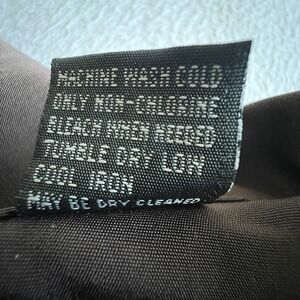 MACHINE WASH COLD
ONLY NON-CHLORINE
BLEACH WHEN NEEDED
TUMBLE DRY LOW
COOL IRON
MAY BE DRY CLEANED